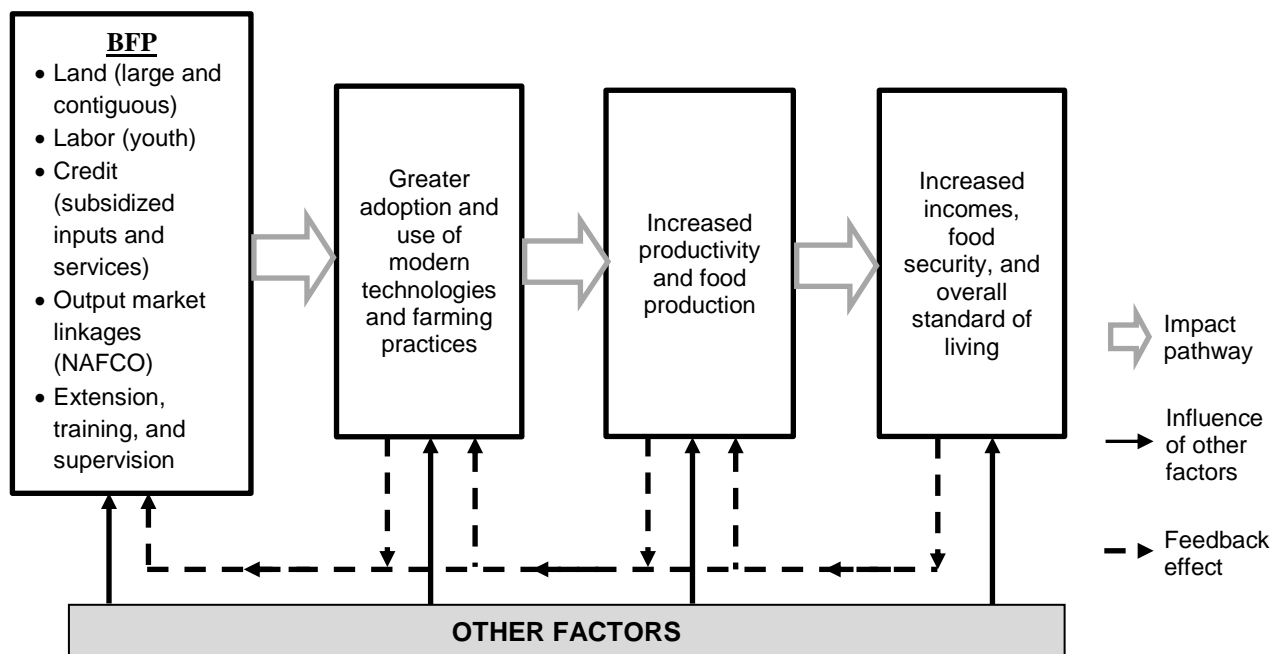 BFP
• Land (large and
contiguous)
• Labor (youth)
• Credit
(subsidized
inputs and
services)
• Output market
linkages
(NAFCO)
• Extension,
training, and
supervision
Greater
adoption and
use of
modern
technologies
and farming
practices
Increased
productivity
and food
production
Increased
incomes,
food
security, and
overall
standard of
living
Impact
pathway
Influence
of other
factors
Feedback
effect
OTHER FACTORS